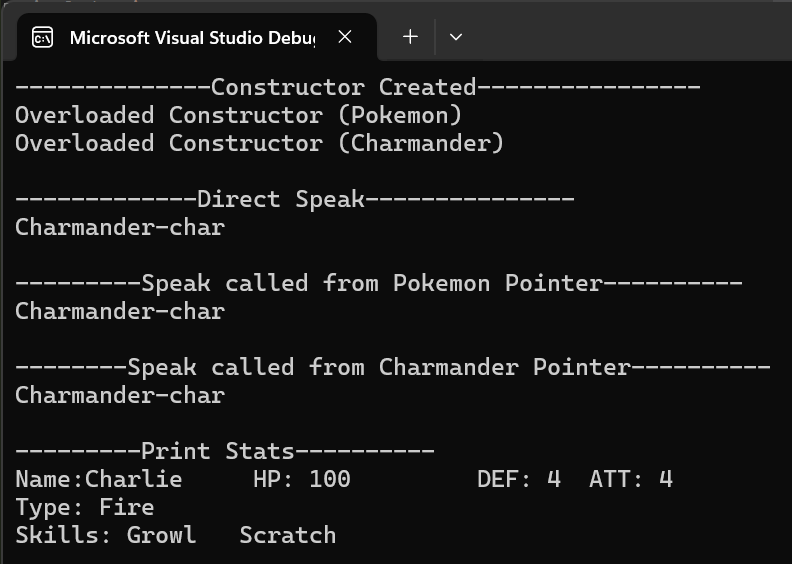 Microsoft Visual Studio Debu
--------------Constructor Created----------------
Overloaded Constructor (Pokemon)
Overloaded Constructor (Charmander)
-------------Direct Speak---------------
Charmander-char
---------Speak called from Pokemon Pointer----------
Charmander-char
--------Speak called from Charmander Pointer----------
Charmander-char
---------Print Stats----------
Name:Charlie     HP: 100         DEF: 4  ATT: 4
Type: Fire
Skills: Growl   Scratch